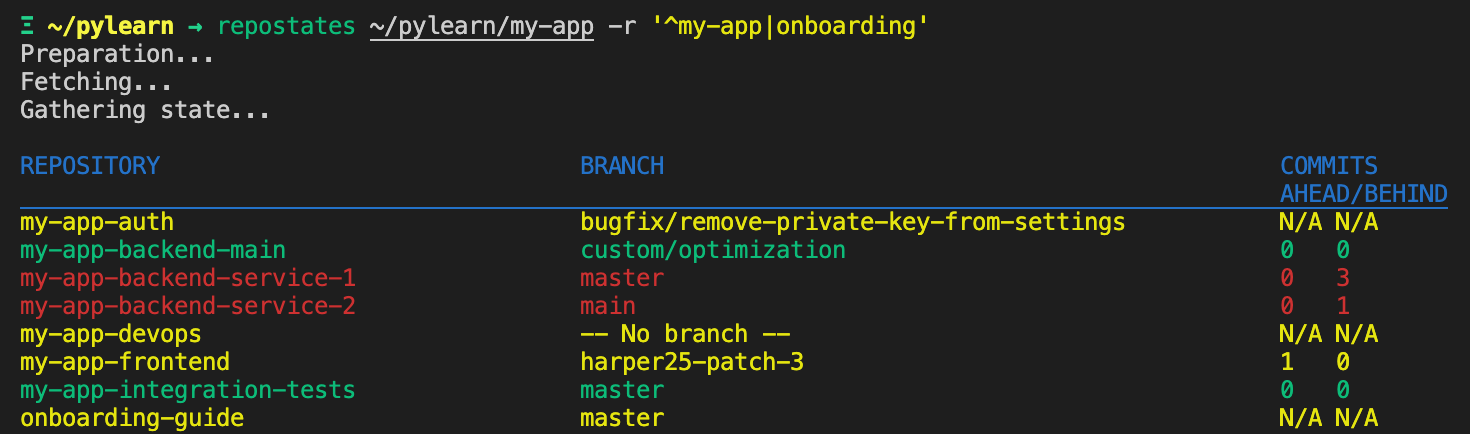 Ξ ~/pylearn → repostates ~/pylearn/my-app -r '^my-app|onboarding'
Preparation...
Fetching...
Gathering state...
REPOSITORY BRANCH COMMITS
AHEAD/BEHIND
my-app-auth bugfix/remove-private-key-from-settings N/A N/A
my-app-backend-main custom/optimization 0 0
my-app-backend-service-1 master 0 3
my-app-backend-service-2 main 0 1
my-app-devops -- No branch -- N/A N/A
my-app-frontend harper25-patch-3 1 0
my-app-integration-tests master 0 0
onboarding-guide master N/A N/A